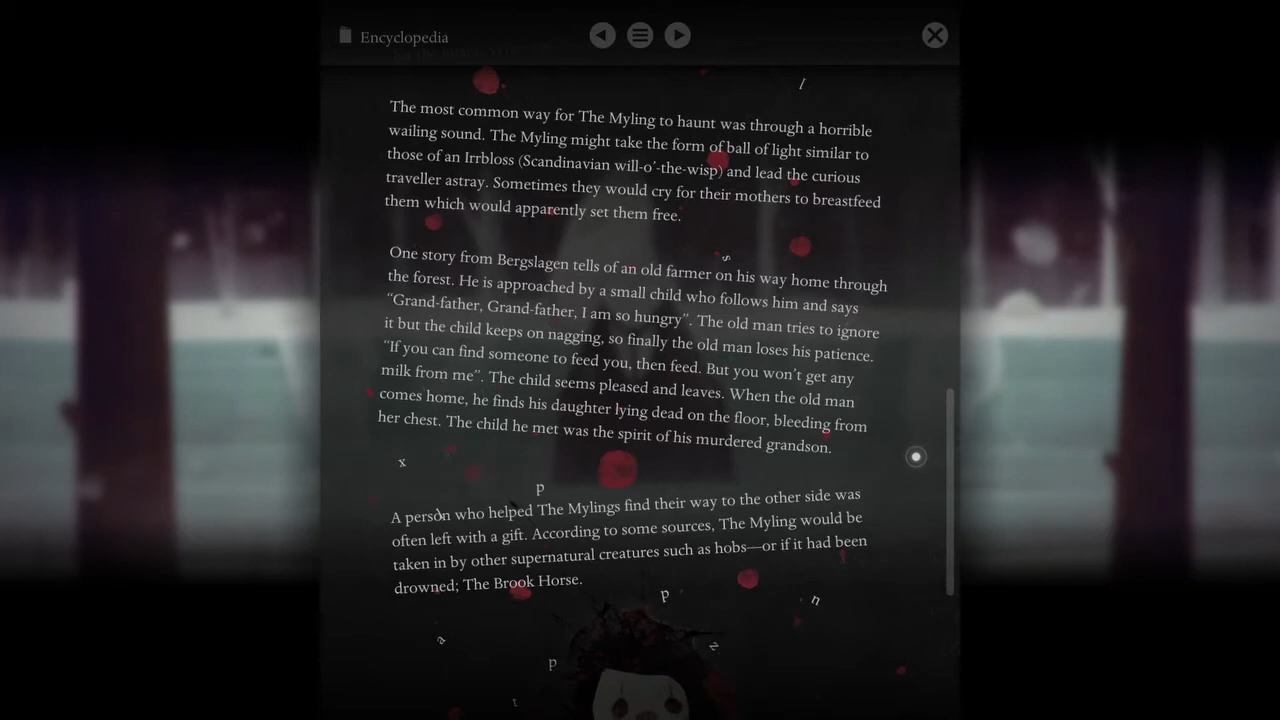 Encyclopedia
l
The most common way for The Myling to haunt was through a horrible
wailing sound. The Myling might take the form of ball of light similar to
those of an Irrbloss (Scandinavian will-o'-the-wisp) and lead the curious
traveller astray. Sometimes they would cry for their mothers to breastfeed
them which would apparently set them free.
s
One story from Bergslagen tells of an old farmer on his way home through
the forest. He is approached by a small child who follows him and says
“Grand-father, Grand-father, I am so hungry”. The old man tries to ignore
it but the child keeps on nagging, so finally the old man loses his patience.
“If you can find someone to feed you, then feed. But you won't get any
milk from me”. The child seems pleased and leaves. When the old man
comes home, he finds his daughter lying dead on the floor, bleeding from
her chest. The child he met was the spirit of his murdered grandson.
x
p
A person who helped The Mylings find their way to the other side was
often left with a gift. According to some sources, The Myling would be
taken in by other supernatural creatures such as hobs—or if it had been
drowned; The Brook Horse.
p
n
a
z
p
t